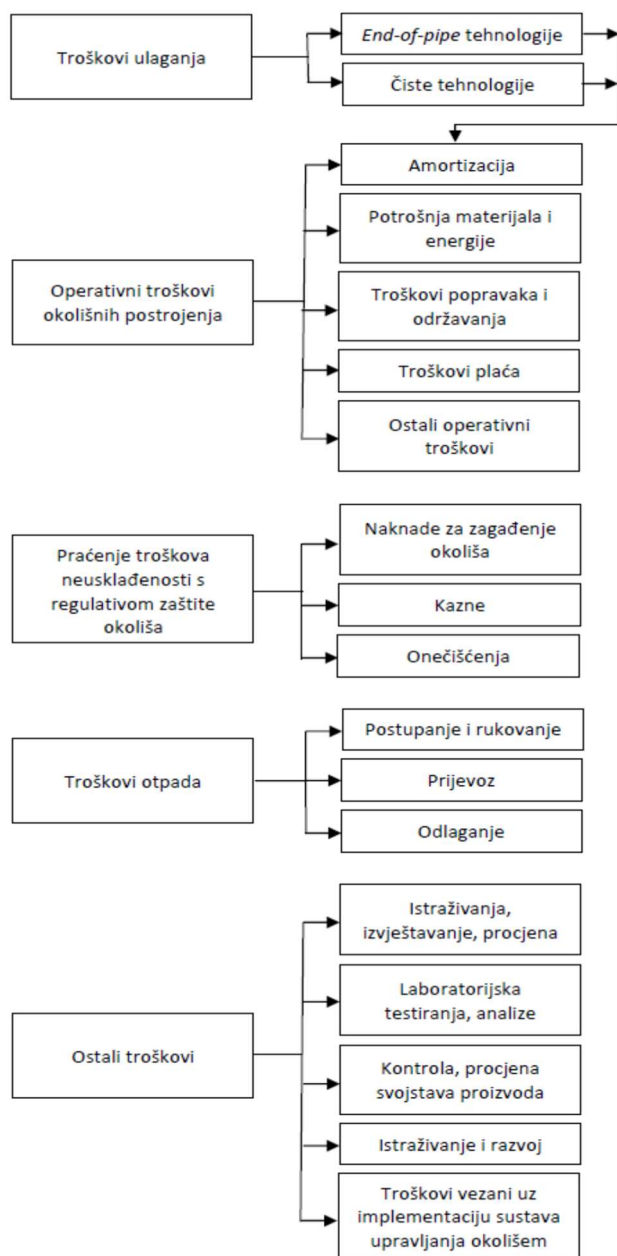 Troškovi ulaganja
End-of-pipe tehnologije
Čiste tehnologije
Operativni troškovi
okolišnih postrojenja
Amortizacija
Potrošnja materijala i
energije
Troškovi popravaka i
održavanja
Troškovi plaća
Ostali operativni
troškovi
Praćenje troškova
neusklađenosti s
regulativom zaštite
okoliša
Naknade za zagađenje
okoliša
Kazne
Onečišćenja
Troškovi otpada
Postupanje i rukovanje
Prijevoz
Odlaganje
Ostali troškovi
Istraživanja,
izvještavanje, procjena
Laboratorijska
testiranja, analize
Kontrola, procjena
svojstava proizvoda
Istraživanje i razvoj
Troškovi vezani uz
implementaciju sustava
upravljanja okolišem